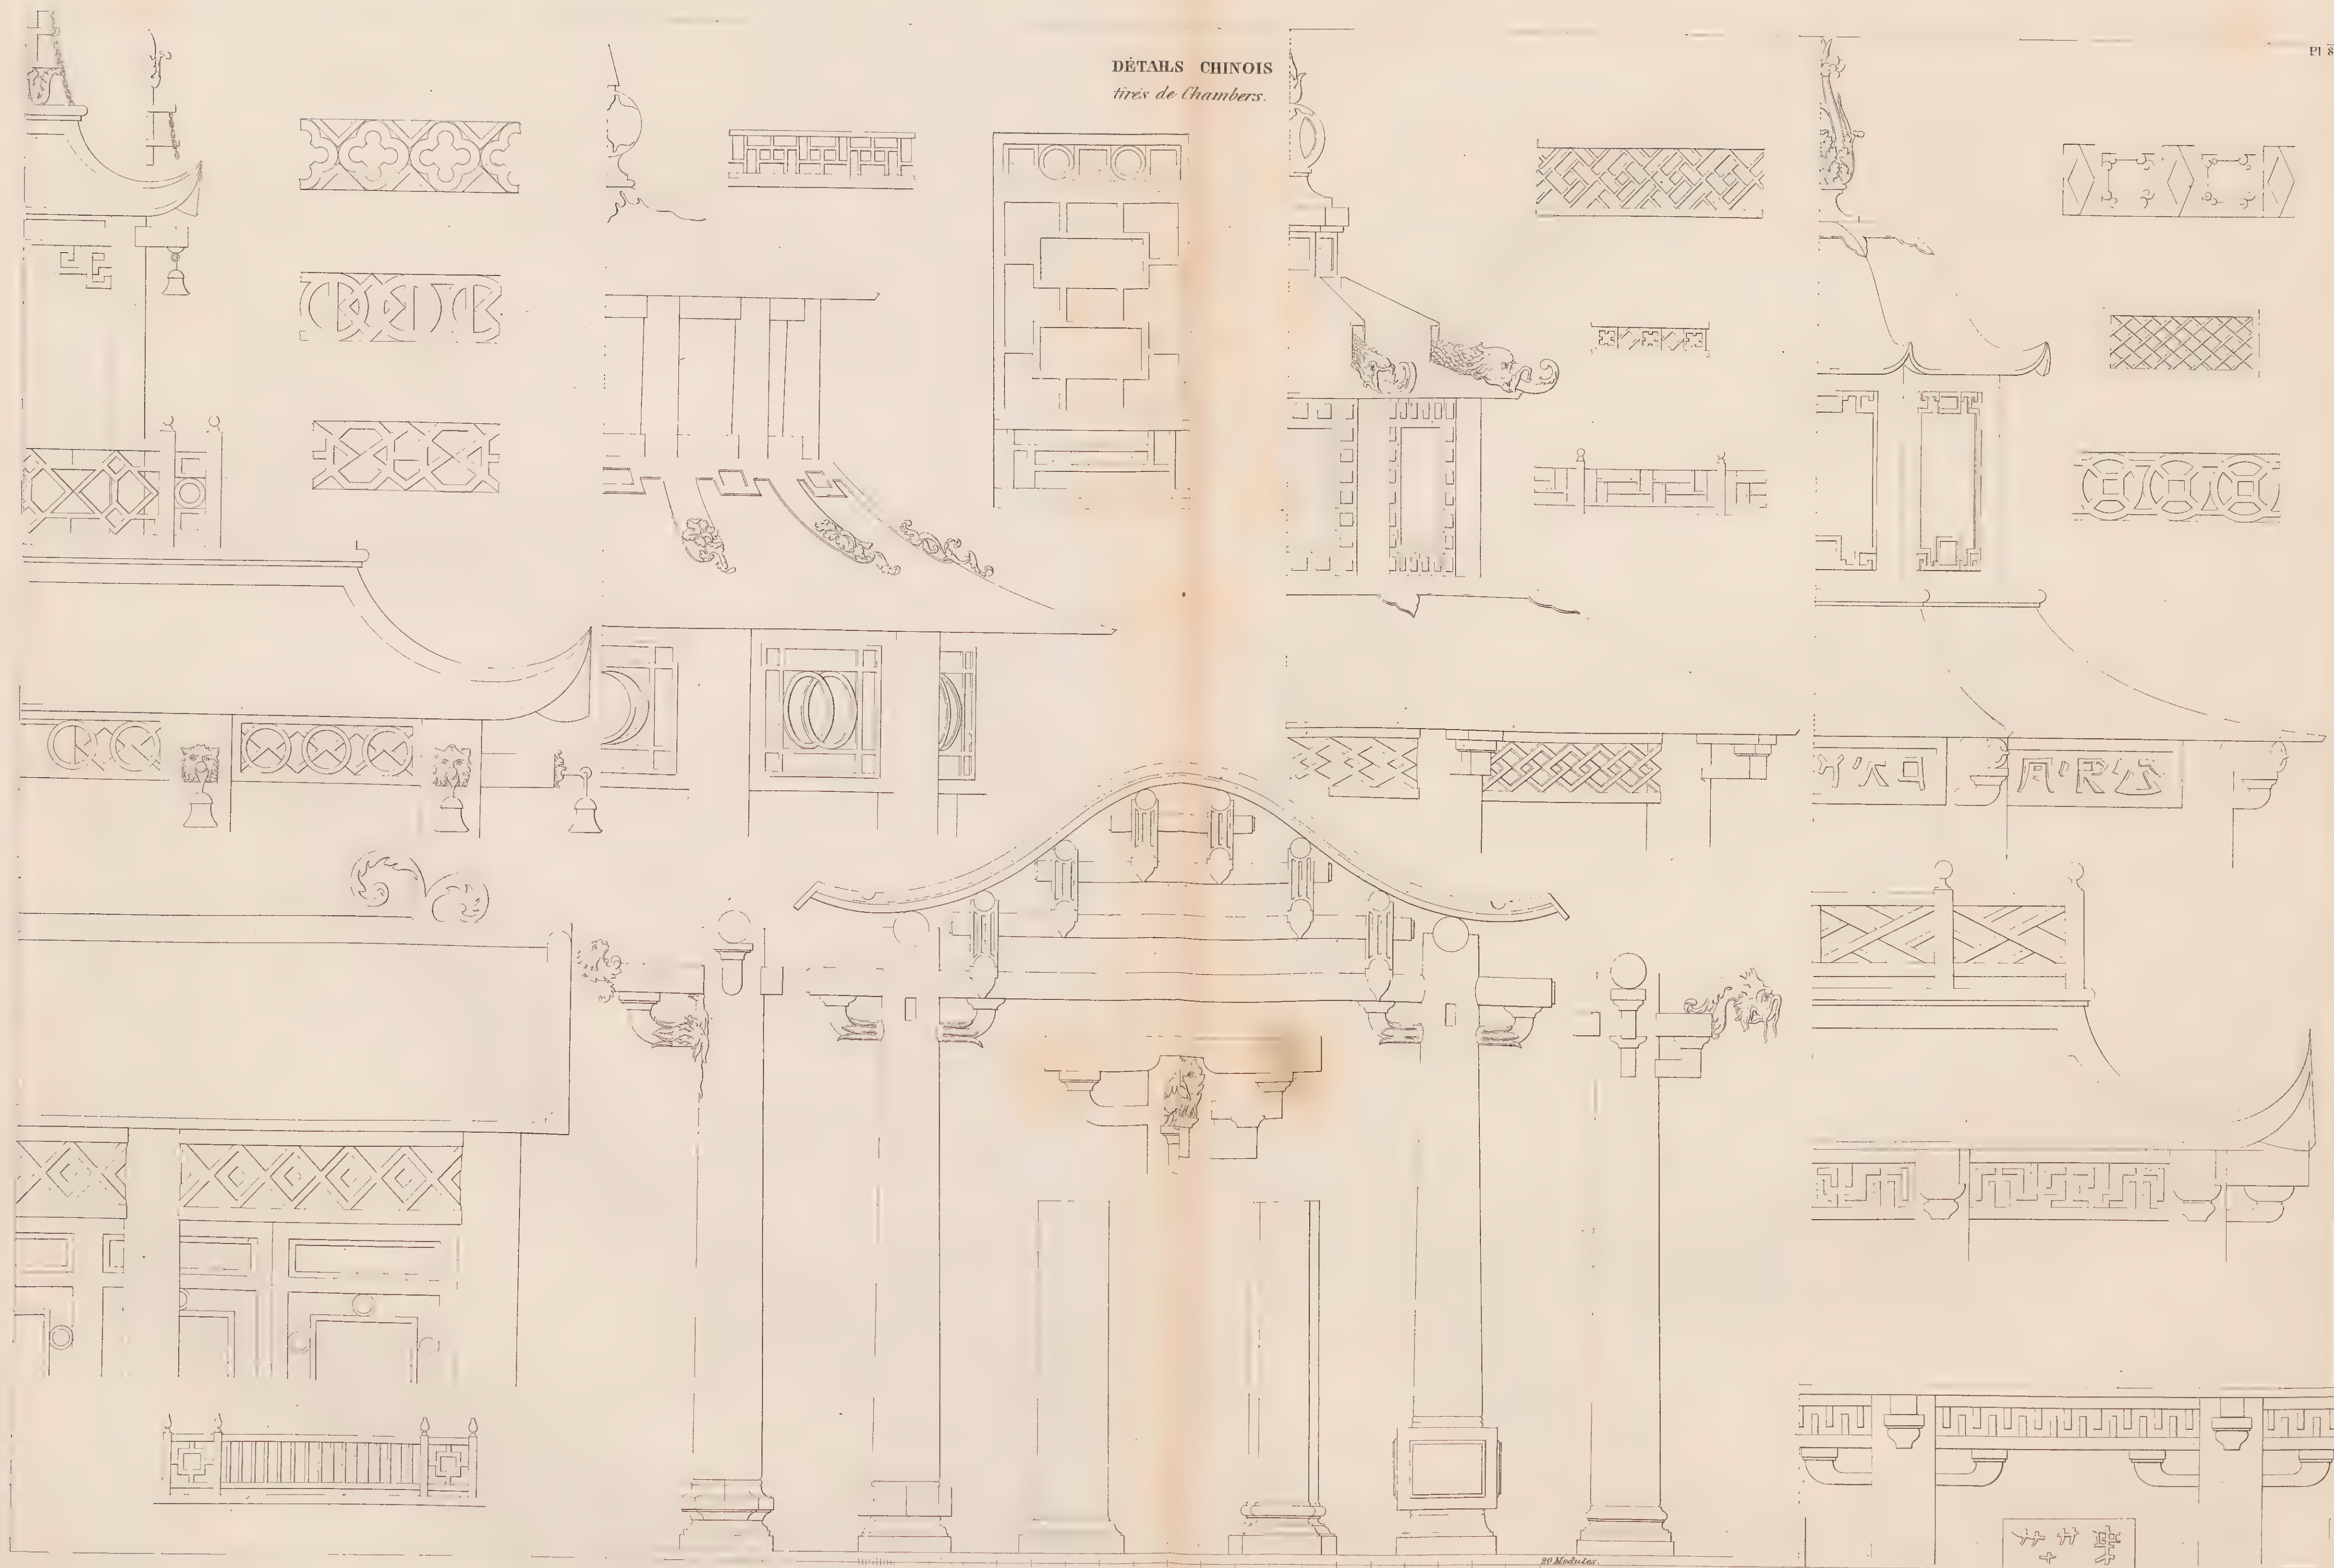 DÉTAILS CHINOIS
tirés de Chambers.
Pl 8
20 Modules.